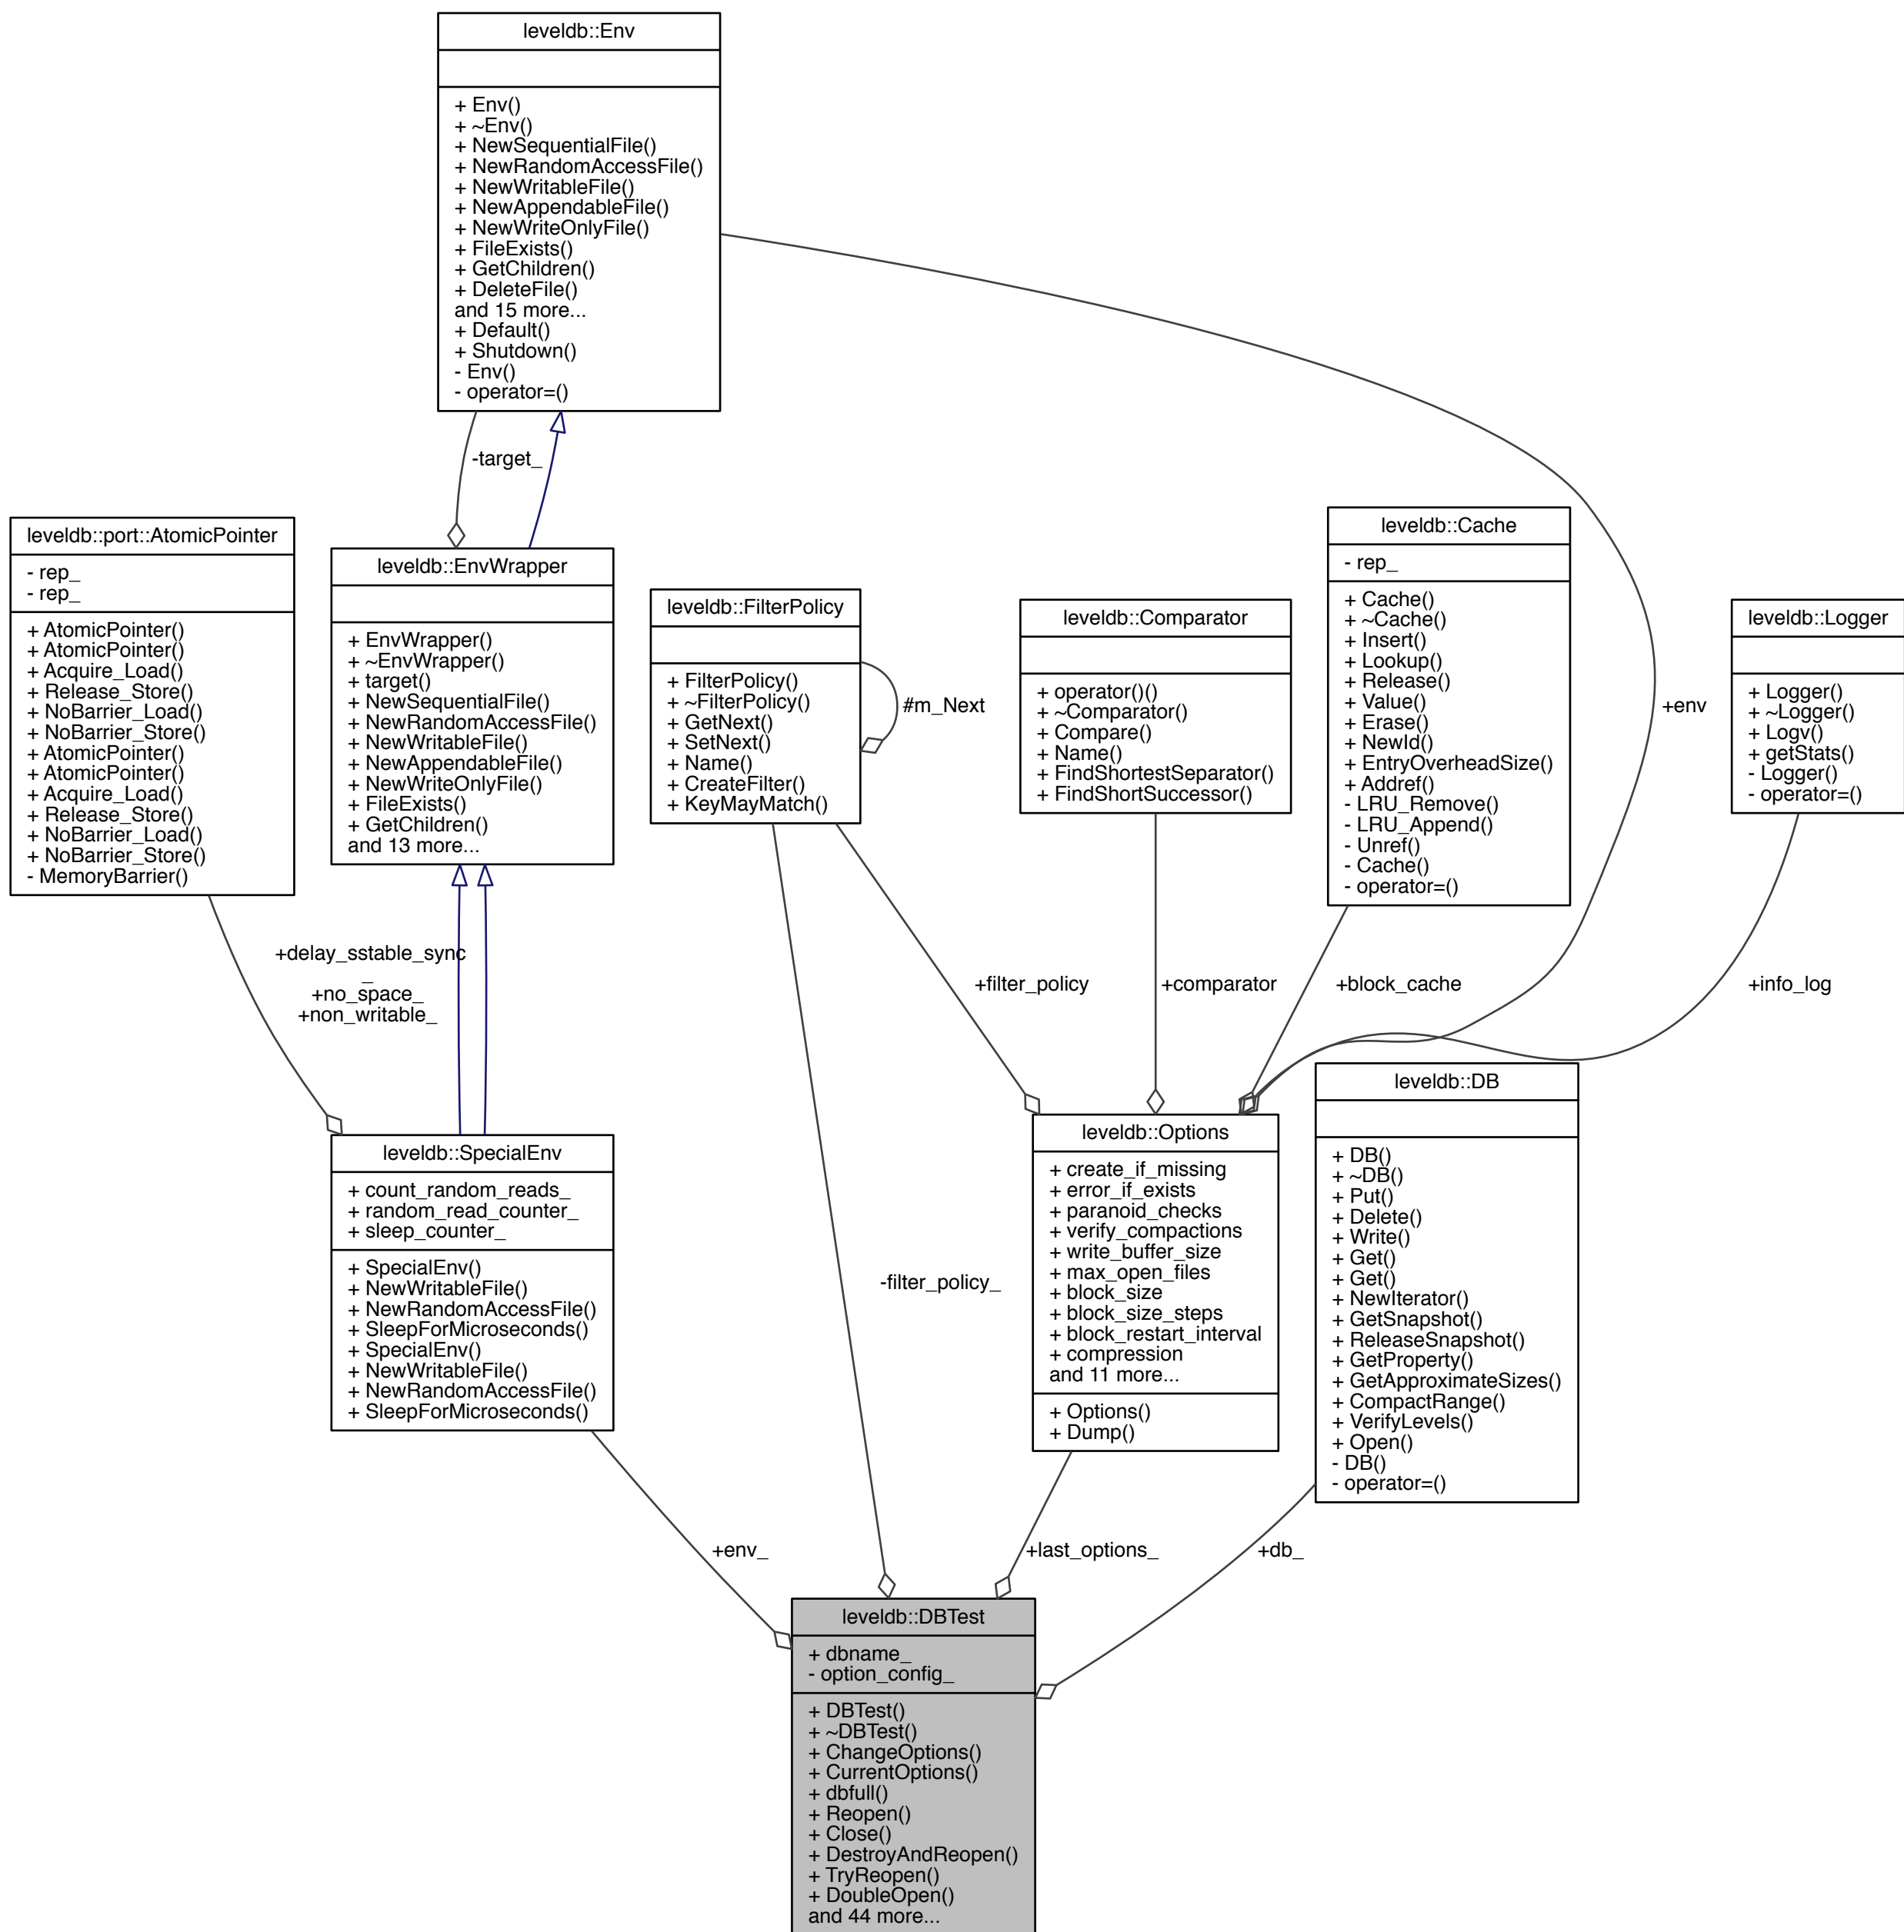 leveldb::Env
+ Env()
+ ~Env()
+ NewSequentialFile()
+ NewRandomAccessFile()
+ NewWritableFile()
+ NewAppendableFile()
+ NewWriteOnlyFile()
+ FileExists()
+ GetChildren()
+ DeleteFile()
and 15 more...
+ Default()
+ Shutdown()
- Env()
- operator=()
-target_
leveldb::port::AtomicPointer
- rep_
- rep_
+ AtomicPointer()
+ AtomicPointer()
+ Acquire_Load()
+ Release_Store()
+ NoBarrier_Load()
+ NoBarrier_Store()
+ AtomicPointer()
+ AtomicPointer()
+ Acquire_Load()
+ Release_Store()
+ NoBarrier_Load()
+ NoBarrier_Store()
- MemoryBarrier()
leveldb::EnvWrapper
+ EnvWrapper()
+ ~EnvWrapper()
+ target()
+ NewSequentialFile()
+ NewRandomAccessFile()
+ NewWritableFile()
+ NewAppendableFile()
+ NewWriteOnlyFile()
+ FileExists()
+ GetChildren()
and 13 more...
leveldb::FilterPolicy
+ FilterPolicy()
+ ~FilterPolicy()
+ GetNext()
+ SetNext()
+ Name()
+ CreateFilter()
+ KeyMayMatch()
#m_Next
leveldb::Comparator
+ operator()()
+ ~Comparator()
+ Compare()
+ Name()
+ FindShortestSeparator()
+ FindShortSuccessor()
leveldb::Cache
- rep_
+ Cache()
+ ~Cache()
+ Insert()
+ Lookup()
+ Release()
+ Value()
+ Erase()
+ NewId()
+ EntryOverheadSize()
+ Addref()
- LRU_Remove()
- LRU_Append()
- Unref()
- Cache()
- operator=()
+env
leveldb::Logger
+ Logger()
+ ~Logger()
+ Logv()
+ getStats()
- Logger()
- operator=()
+delay_sstable_sync
_
+no_space_
+non_writable_
+filter_policy
+comparator
+block_cache
+info_log
leveldb::SpecialEnv
+ count_random_reads_
+ random_read_counter_
+ sleep_counter_
+ SpecialEnv()
+ NewWritableFile()
+ NewRandomAccessFile()
+ SleepForMicroseconds()
+ SpecialEnv()
+ NewWritableFile()
+ NewRandomAccessFile()
+ SleepForMicroseconds()
-filter_policy_
leveldb::Options
+ create_if_missing
+ error_if_exists
+ paranoid_checks
+ verify_compactions
+ write_buffer_size
+ max_open_files
+ block_size
+ block_size_steps
+ block_restart_interval
+ compression
and 11 more...
+ Options()
+ Dump()
leveldb::DB
+ DB()
+ ~DB()
+ Put()
+ Delete()
+ Write()
+ Get()
+ Get()
+ NewIterator()
+ GetSnapshot()
+ ReleaseSnapshot()
+ GetProperty()
+ GetApproximateSizes()
+ CompactRange()
+ VerifyLevels()
+ Open()
- DB()
- operator=()
+env_
+last_options_
+db_
leveldb::DBTest
+ dbname_
- option_config_
+ DBTest()
+ ~DBTest()
+ ChangeOptions()
+ CurrentOptions()
+ dbfull()
+ Reopen()
+ Close()
+ DestroyAndReopen()
+ TryReopen()
+ DoubleOpen()
and 44 more...